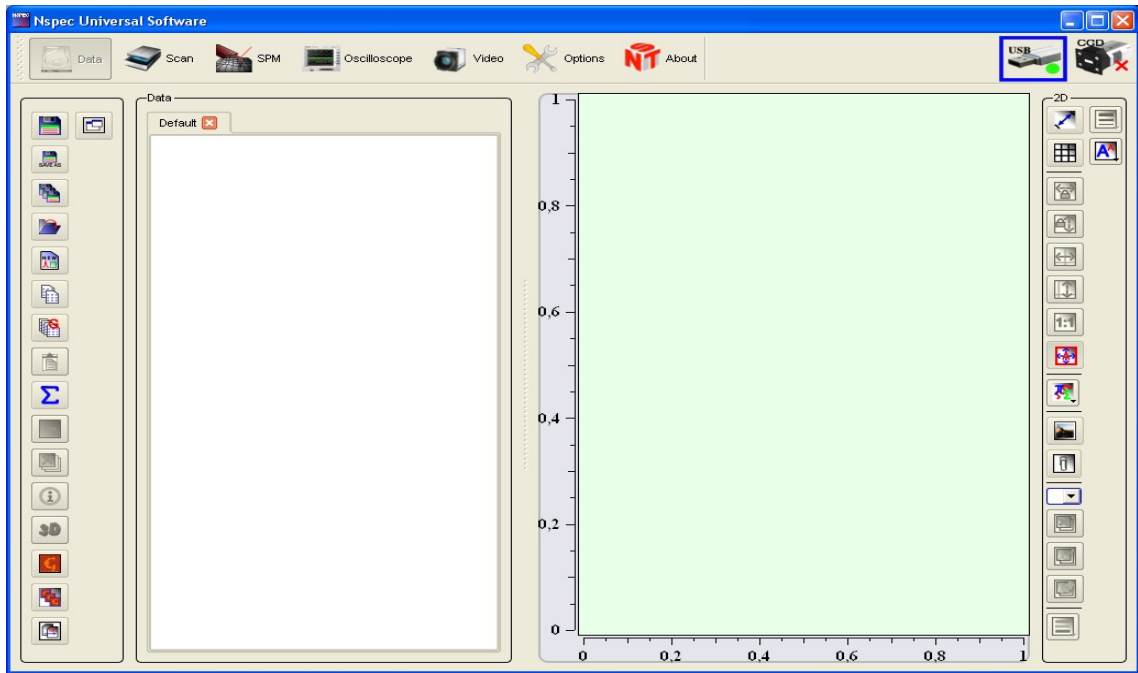 Nspec Universal Software
Data Scan SPM Oscilloscope Video Options NT About USB CCD
Data 2D
Default
SAVE AS
NEW
G
Σ
3D
G
1
0,8
0,6
0,4
0,2
0
0 0,2 0,4 0,6 0,8 1
A
1:1